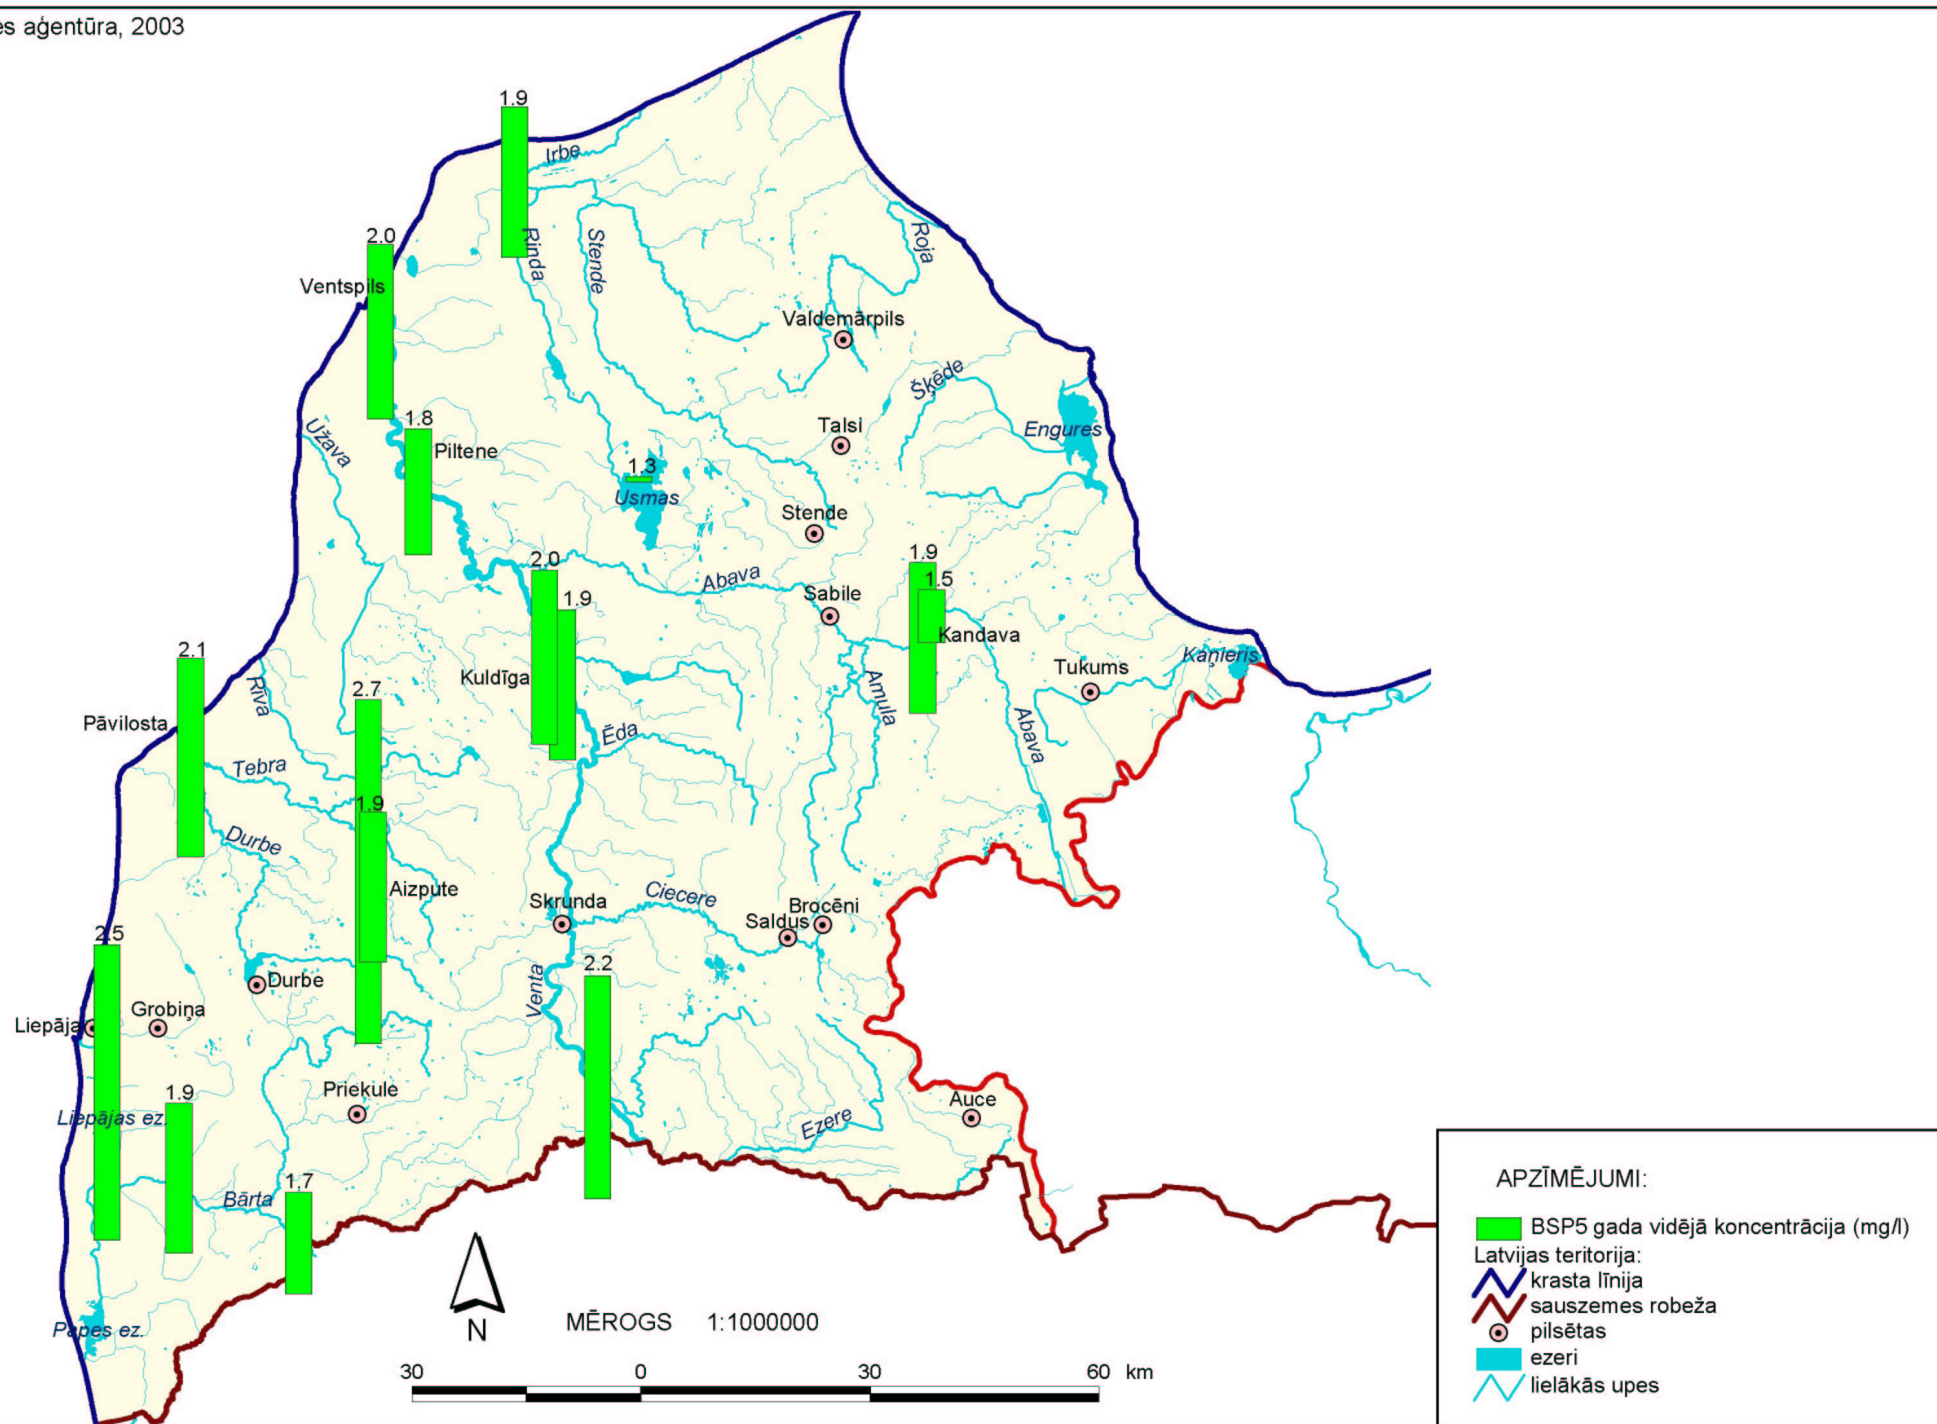 es aģentūra, 2003
1.9
Irbe
Rinda
Stende
Roja
2.0
Ventspils
Valdemārpils
Šķēde
Užava
1.8
Piltene
Talsi
Engures
1.3
Usmas
Stende
2.0
1.9
Abava
Sabile
1.9
1.5
Kandava
Tukums
Kaņieris
2.1
Rīva
2.7
Kuldīga
Amula
Abava
Pāvilosta
Ēda
Tebra
1.9
Durbe
Aizpute
Skrunda
Ciecere
Saldus
Brocēni
2.5
Durbe
Venta
2.2
Liepāja
Grobiņa
Priekule
1.9
Liepājas ez.
Ezere
Auce
Bārta
1.7
Papes ez.
N
MĒROGS 1:1000000
30 0 30 60 km
APZĪMĒJUMI:
BSP5 gada vidējā koncentrācija (mg/l)
Latvijas teritorija:
krasta līnija
sauszemes robeža
pilsētas
ezeri
lielākās upes